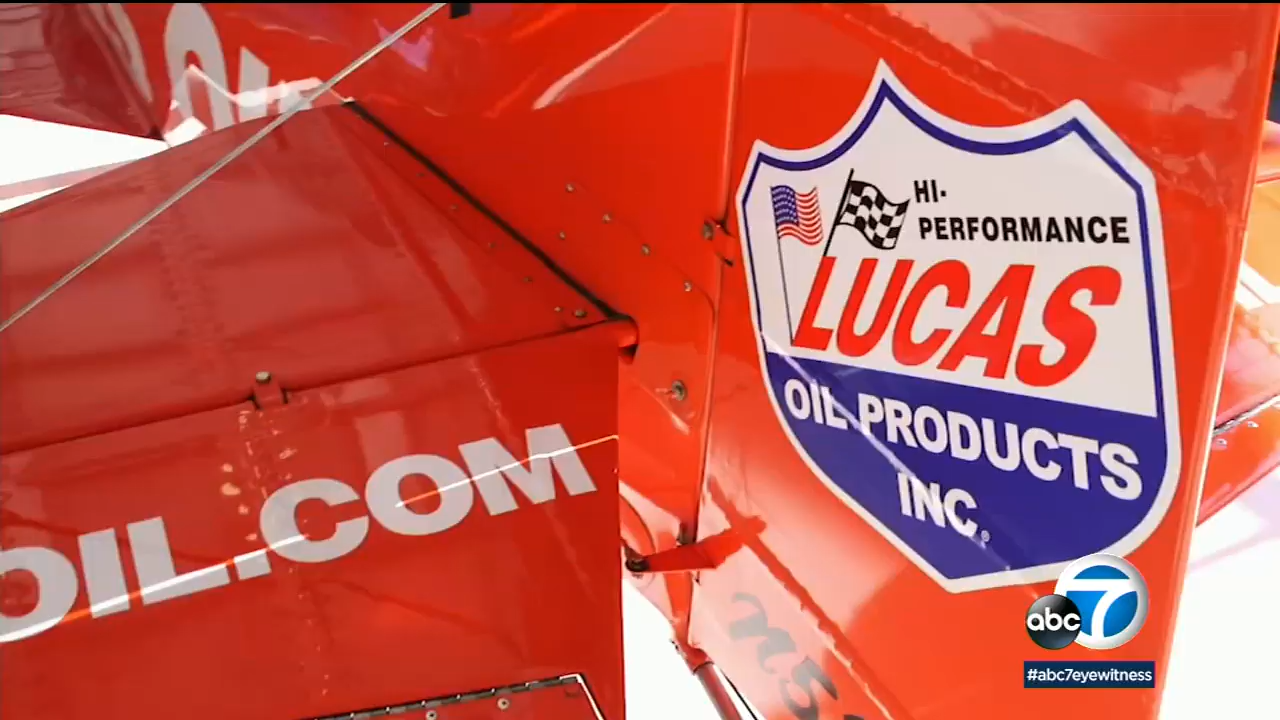 HI-
PERFORMANCE
LUCAS
OIL PRODUCTS
INC.
OIL.COM
abc 7
#abc7eyewitness